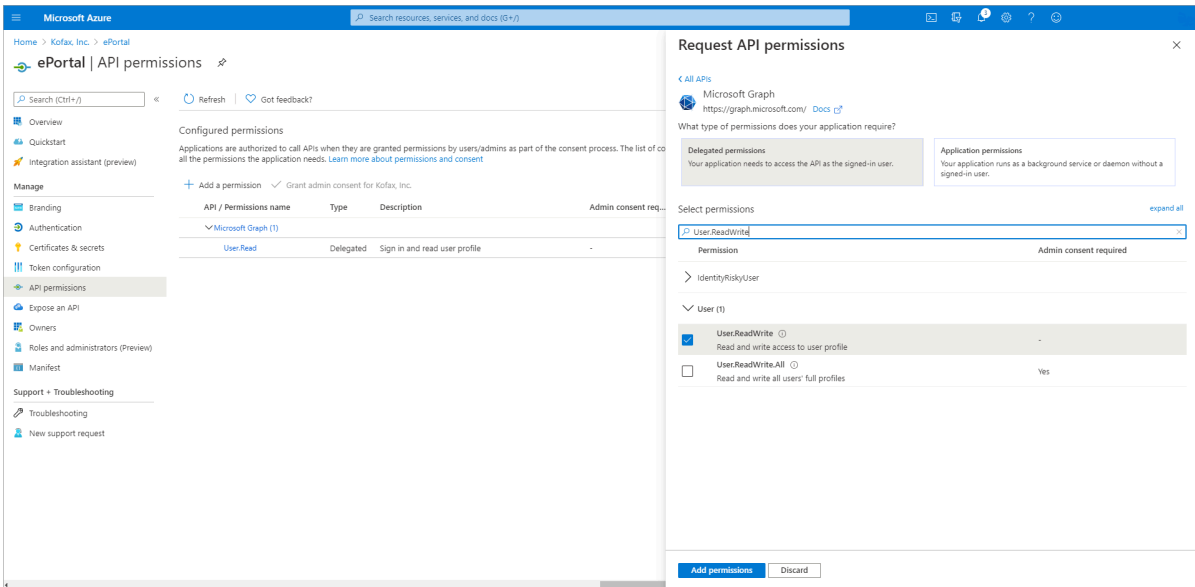 Microsoft Azure
Search resources, services, and docs (G+/)
3
Home > Kofax, Inc. > ePortal
ePortal | API permissions
Search (Ctrl+/)
«
Overview
Quickstart
Integration assistant (preview)
Manage
Branding
Authentication
Certificates & secrets
Token configuration
API permissions
Expose an API
Owners
Roles and administrators (Preview)
Manifest
Support + Troubleshooting
Troubleshooting
New support request
Refresh
Got feedback?
Configured permissions
Applications are authorized to call APIs when they are granted permissions by users/admins as part of the consent process. The list of co
all the permissions the application needs. Learn more about permissions and consent
Add a permission
Grant admin consent for Kofax, Inc.
API / Permissions name Type Description Admin consent req...
Microsoft Graph (1)
User.Read Delegated Sign in and read user profile -
Request API permissions
All APIs
Microsoft Graph
https://graph.microsoft.com/ Docs
What type of permissions does your application require?
Delegated permissions
Your application needs to access the API as the signed-in user.
Application permissions
Your application runs as a background service or daemon without a
signed-in user.
Select permissions
expand all
User.ReadWrite
Permission Admin consent required
IdentityRiskyUser
User (1)
User.ReadWrite
Read and write access to user profile
-
User.ReadWrite.All
Read and write all users' full profiles
Yes
Add permissions
Discard